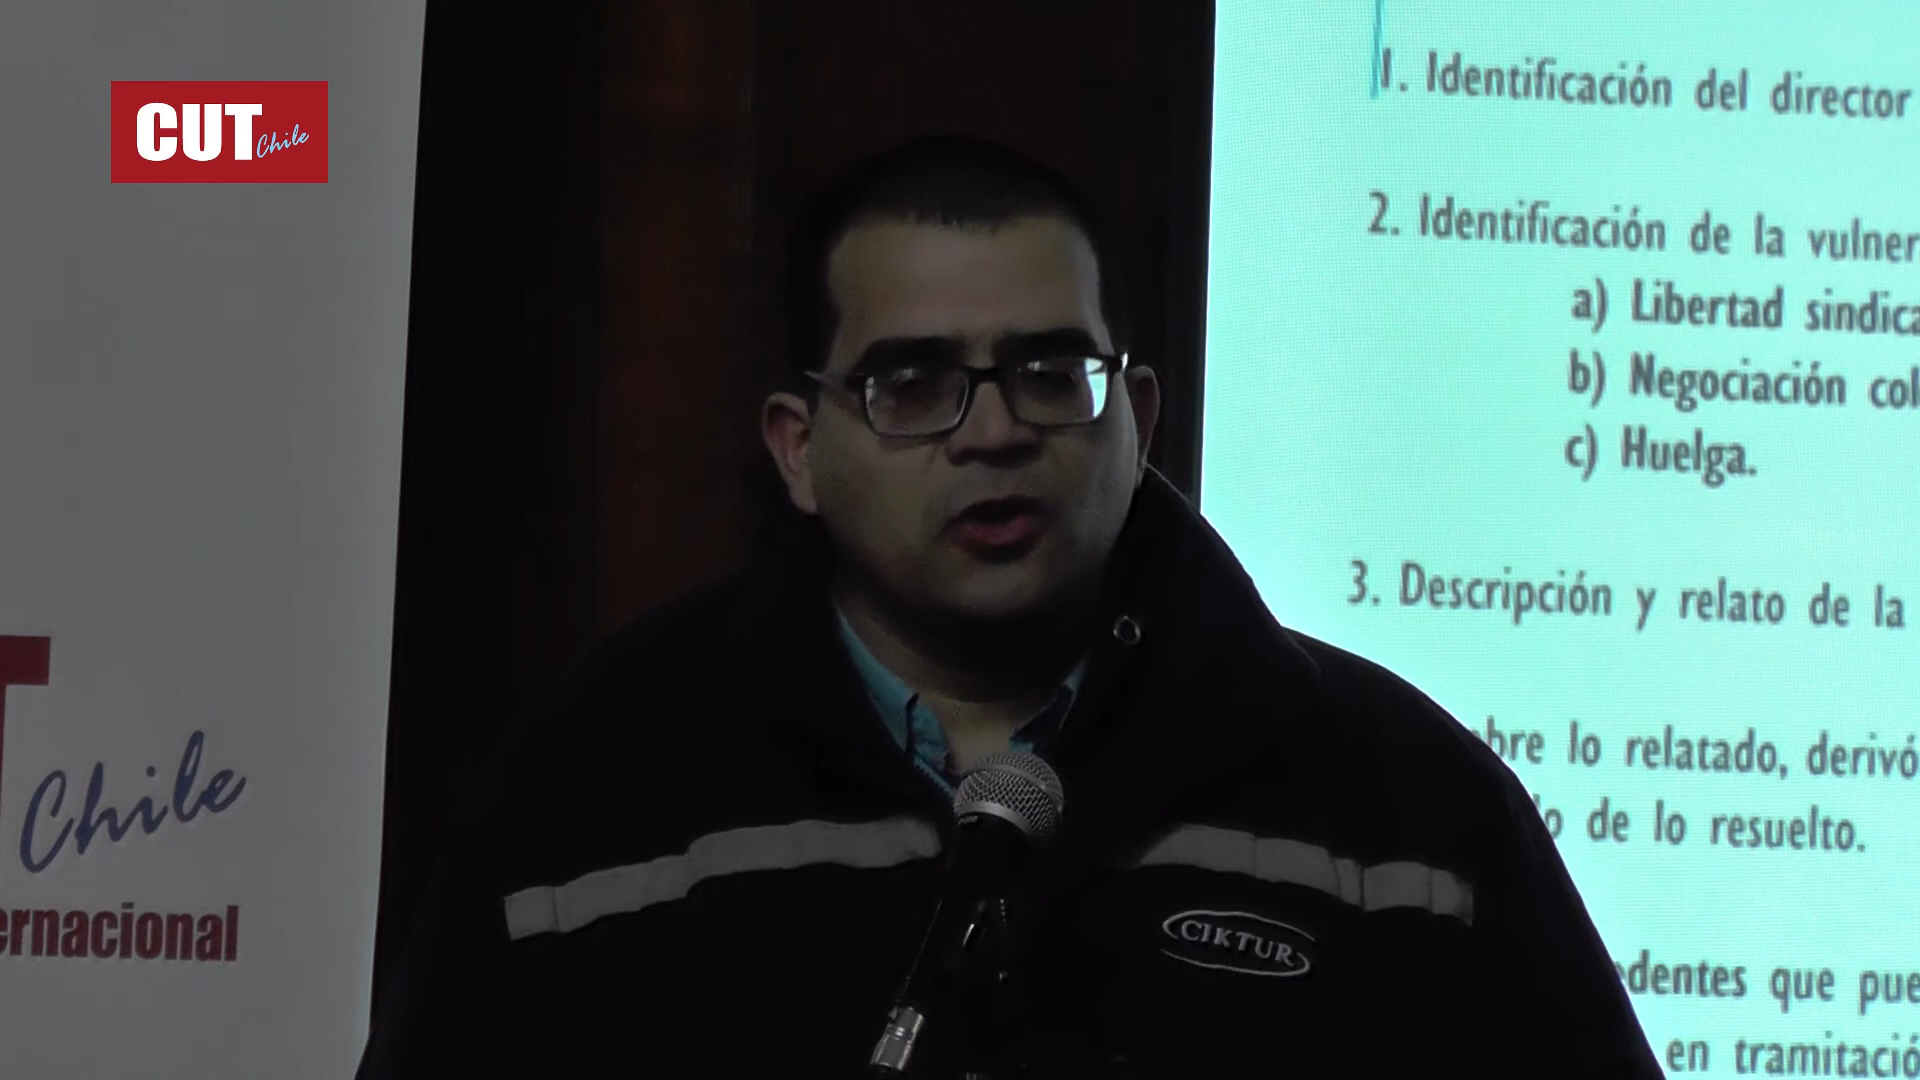 CUT
Chile
T
Chile
ernacional
CIKTUR
1. Identificación del director
2. Identificación de la vulner
a) Libertad sindica
b) Negociación col
c) Huelga.
3. Descripción y relato de la
bre lo relatado, derivó
o de lo resuelto.
dentes que pue
en tramitació